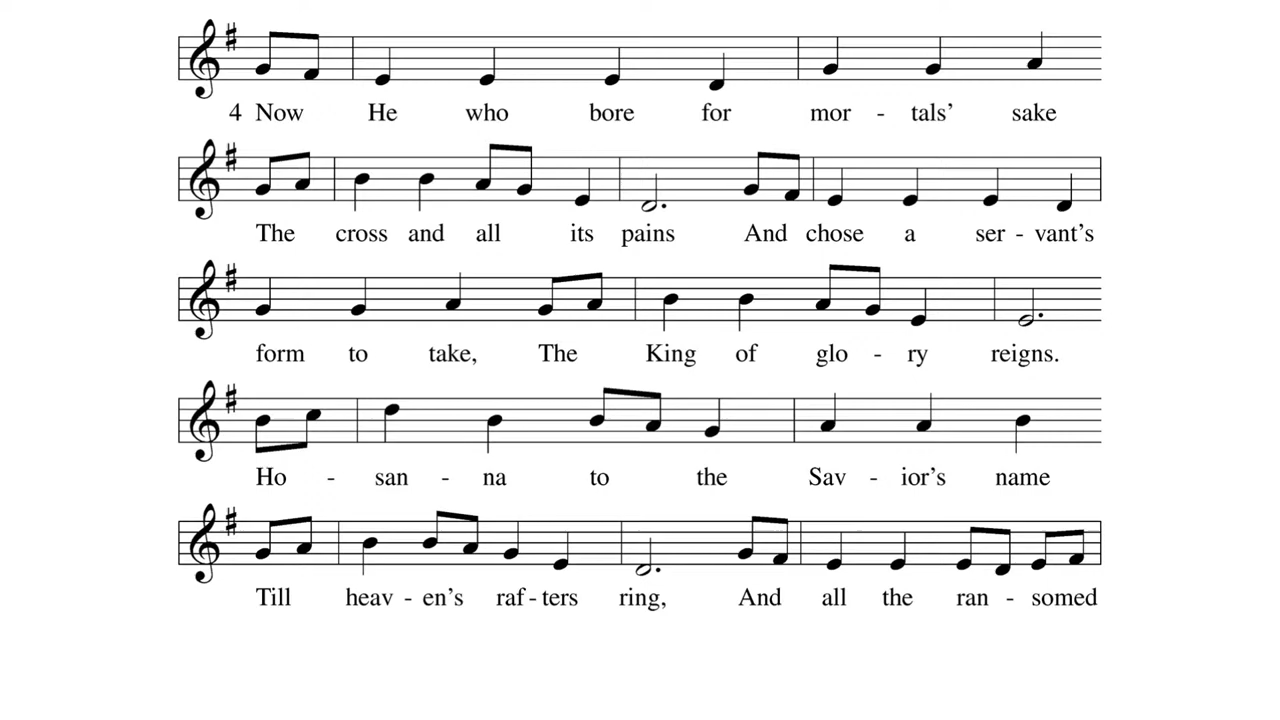 4 Now He who bore for mor - tals’ sake
The cross and all its pains And chose a ser - vant’s
form to take, The King of glo - ry reigns.
Ho - san - na to the Sav - ior’s name
Till heav - en’s raf - ters ring, And all the ran - somed